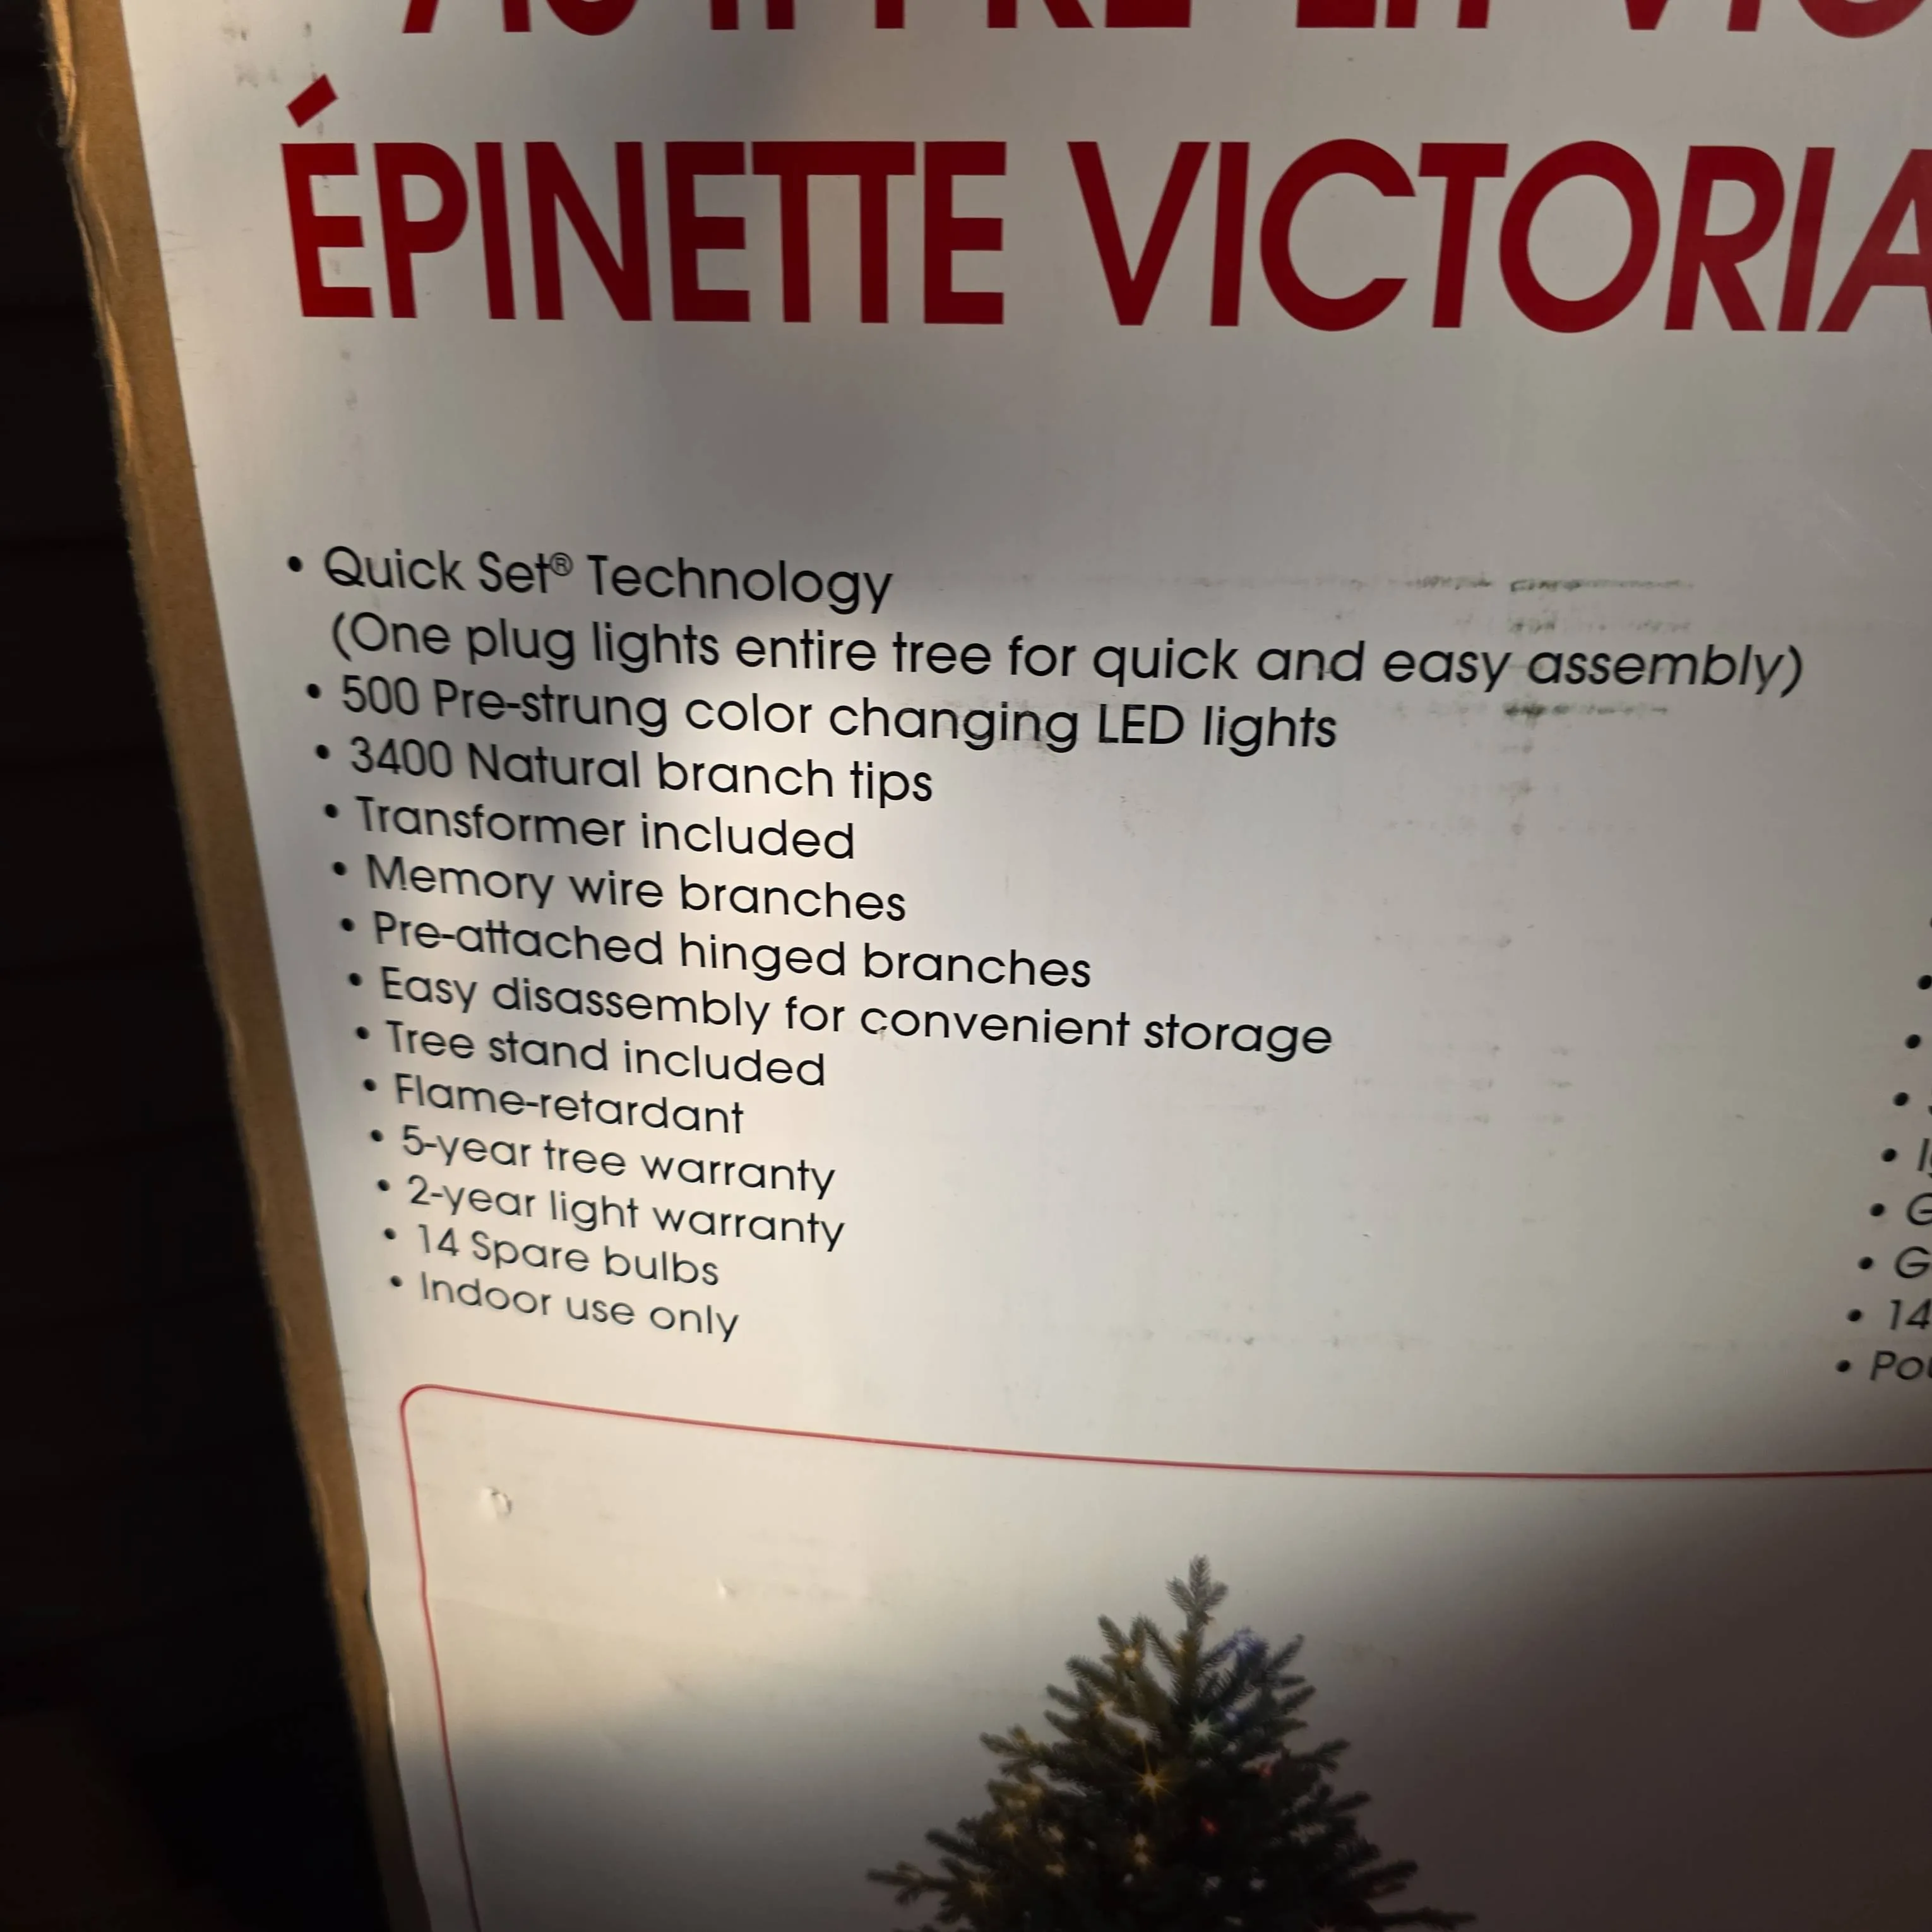 ÉPINETTE VICTORIA
• Quick Set® Technology
(One plug lights entire tree for quick and easy assembly)
• 500 Pre-strung color changing LED lights
• 3400 Natural branch tips
• Transformer included
• Memory wire branches
• Pre-attached hinged branches
• Easy disassembly for convenient storage
• Tree stand included
• Flame-retardant
• 5-year tree warranty
• 2-year light warranty
• 14 Spare bulbs
• Indoor use only
• G
• G
• 14